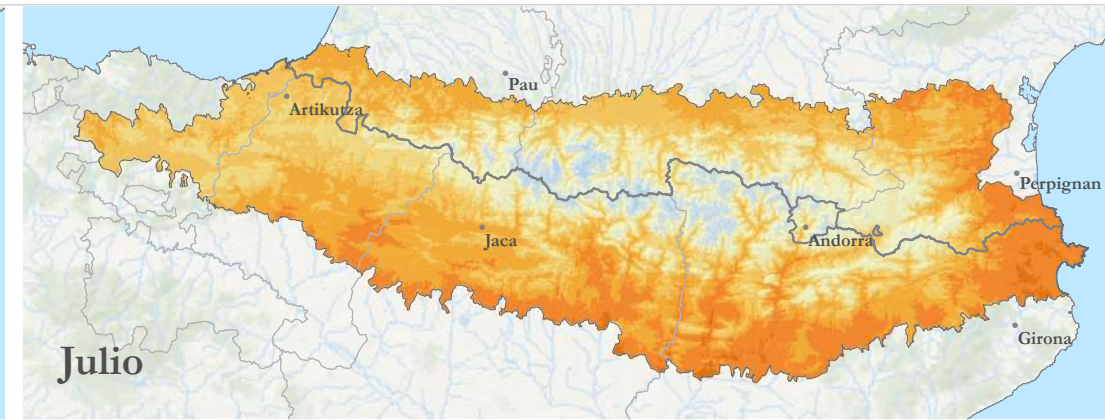 Pau
Artikutza
Perpignan
Jaca
Andorra
Girona
Julio